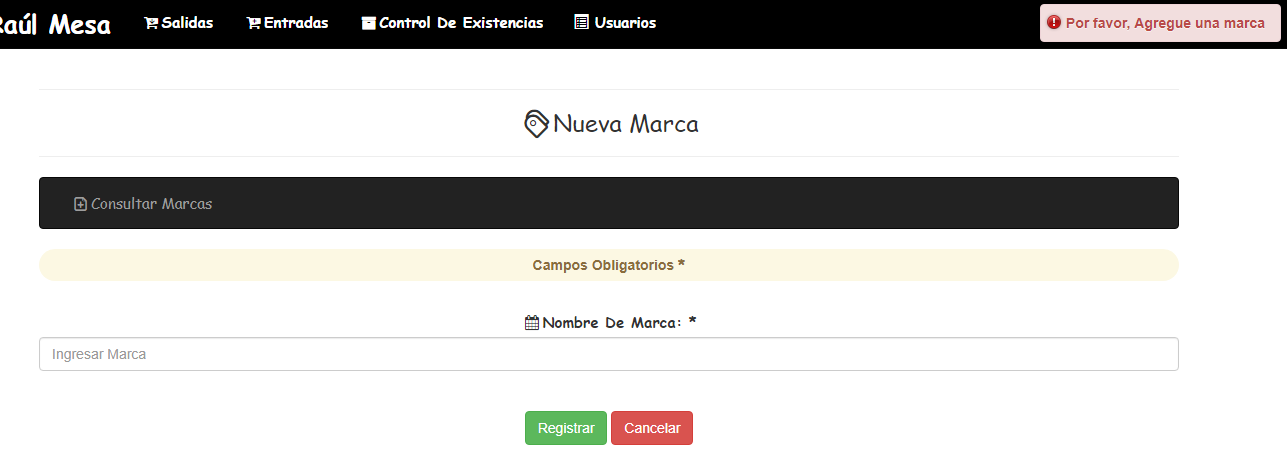 Raúl Mesa Salidas Entradas Control De Existencias Usuarios Por favor, Agregue una marca
Nueva Marca
Consultar Marcas
Campos Obligatorios *
Nombre De Marca: *
Ingresar Marca
Registrar Cancelar